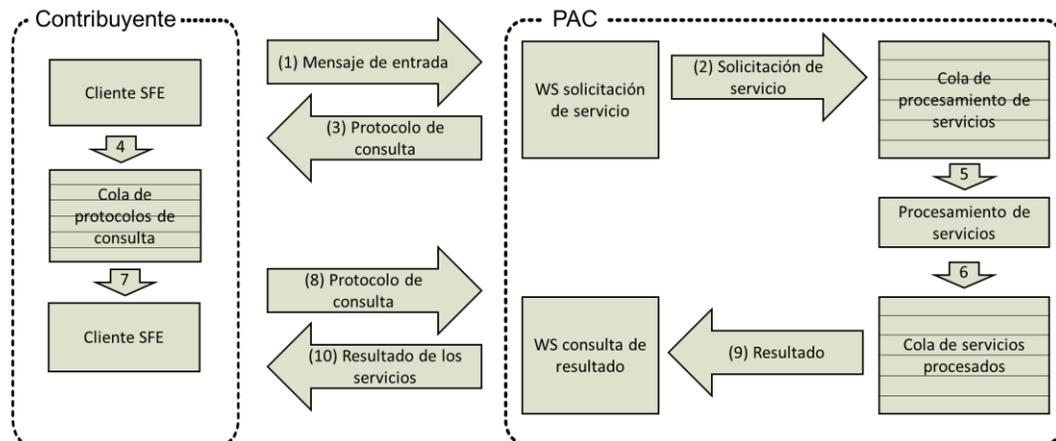 Contribuyente
PAC
Cliente SFE
(1) Mensaje de entrada
WS solicitación
de servicio
(2) Solicitación de
servicio
Cola de
procesamiento de
servicios
(3) Protocolo de
consulta
4
Cola de
protocolos de
consulta
5
Procesamiento de
servicios
7
6
(8) Protocolo de
consulta
Cliente SFE
(10) Resultado de los
servicios
WS consulta de
resultado
(9) Resultado
Cola de servicios
procesados